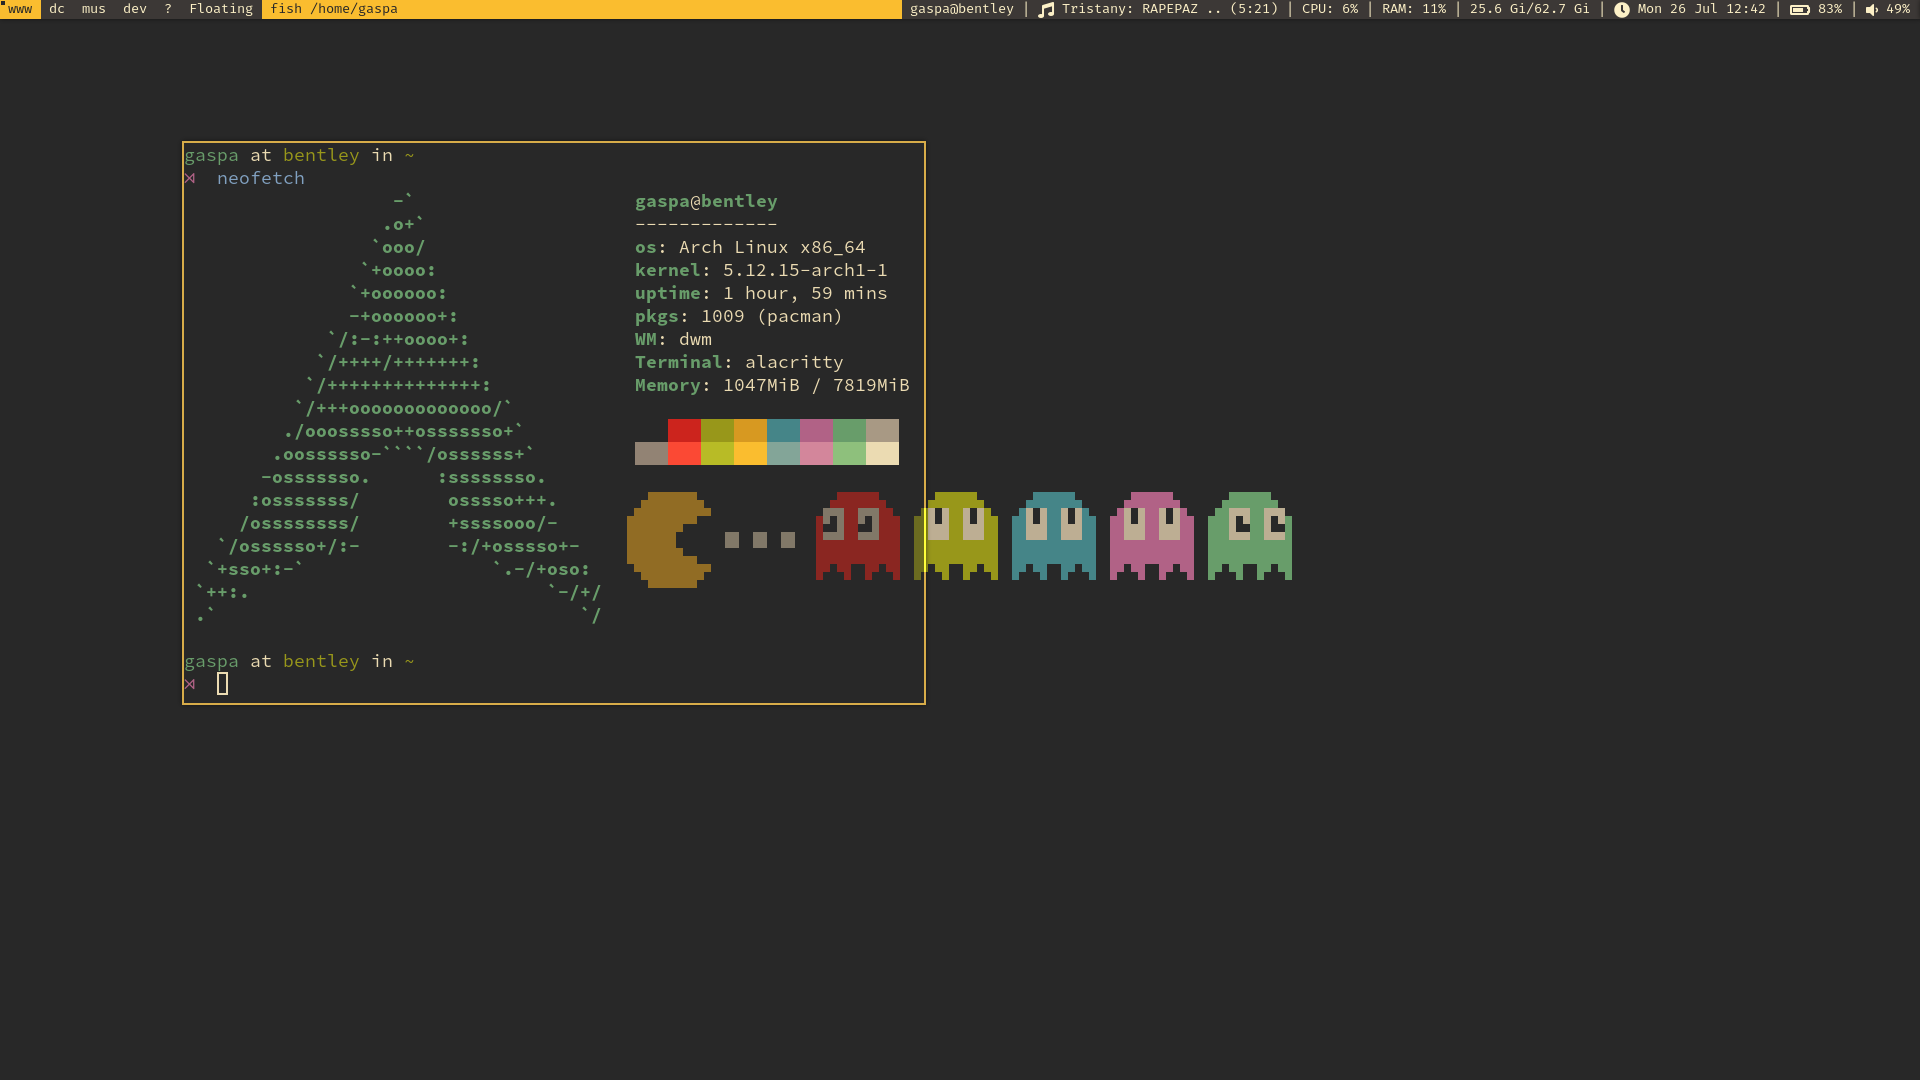 www dc mus dev ? Floating fish /home/gaspa gaspa@bentley | Tristany: RAPEPAZ .. (5:21) | CPU: 6% | RAM: 11% | 25.6 Gi/62.7 Gi | Mon 26 Jul 12:42 | 83% | 49%
gaspa at bentley in ~
⋊ neofetch
-`
.o+`
`ooo/
`+oooo:
`+oooooo:
-+oooooo+:
`/:-:++oooo+:
`/++++/+++++++:
`/++++++++++++++:
`/+++ooooooooooooo/`
./ooosssso++osssssso+`
.oossssso-````/ossssss+`
-osssssso. :ssssssso.
:osssssss/ osssso+++.
/ossssssss/ +ssssooo/-
`/ossssso+/:- -:/+osssso+-
`+sso+:-` `.-/+oso:
`++:. `-/+/
.` `/
gaspa@bentley
-------------
os: Arch Linux x86_64
kernel: 5.12.15-arch1-1
uptime: 1 hour, 59 mins
pkgs: 1009 (pacman)
WM: dwm
Terminal: alacritty
Memory: 1047MiB / 7819MiB
gaspa at bentley in ~
⋊